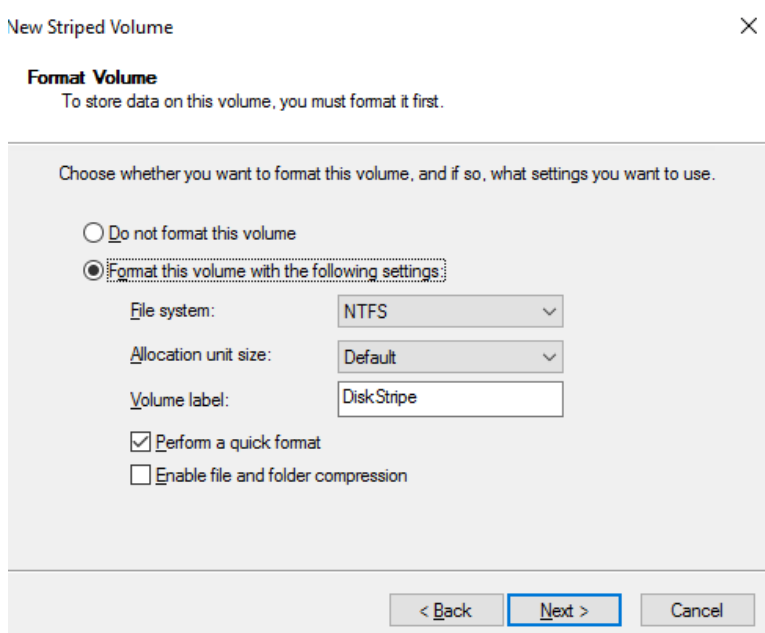 New Striped Volume
Format Volume
To store data on this volume, you must format it first.
Choose whether you want to format this volume, and if so, what settings you want to use.
Do not format this volume
Format this volume with the following settings:
File system: NTFS
Allocation unit size: Default
Volume label: DiskStripe
Perform a quick format
Enable file and folder compression
< Back Next > Cancel